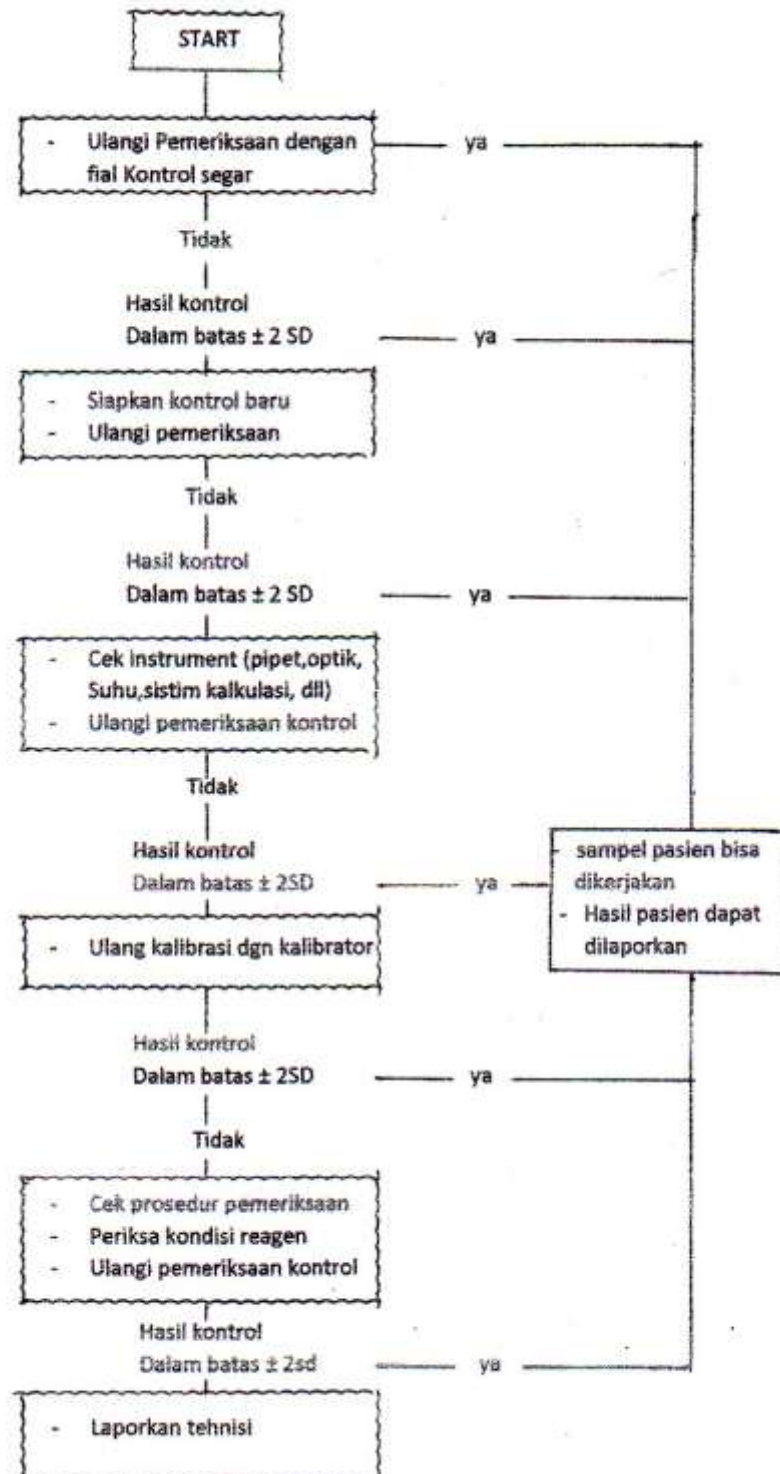 START
- Ulangi Pemeriksaan dengan
fial Kontrol segar
ya
Tidak
Hasil kontrol
Dalam batas ± 2 SD
ya
- Siapkan kontrol baru
- Ulangi pemeriksaan
Tidak
Hasil kontrol
Dalam batas ± 2 SD
ya
- Cek instrument (pipet,optik,
Suhu,sistim kalkulasi, dll)
- Ulangi pemeriksaan kontrol
Tidak
Hasil kontrol
Dalam batas ± 2SD
ya
- sampel pasien bisa
dikerjakan
- Hasil pasien dapat
dilaporkan
- Ulang kalibrasi dgn kalibrator
Hasil kontrol
Dalam batas ± 2SD
ya
Tidak
- Cek prosedur pemeriksaan
- Periksa kondisi reagen
- Ulangi pemeriksaan kontrol
Hasil kontrol
Dalam batas ± 2sd
ya
- Laporkan tehnisi